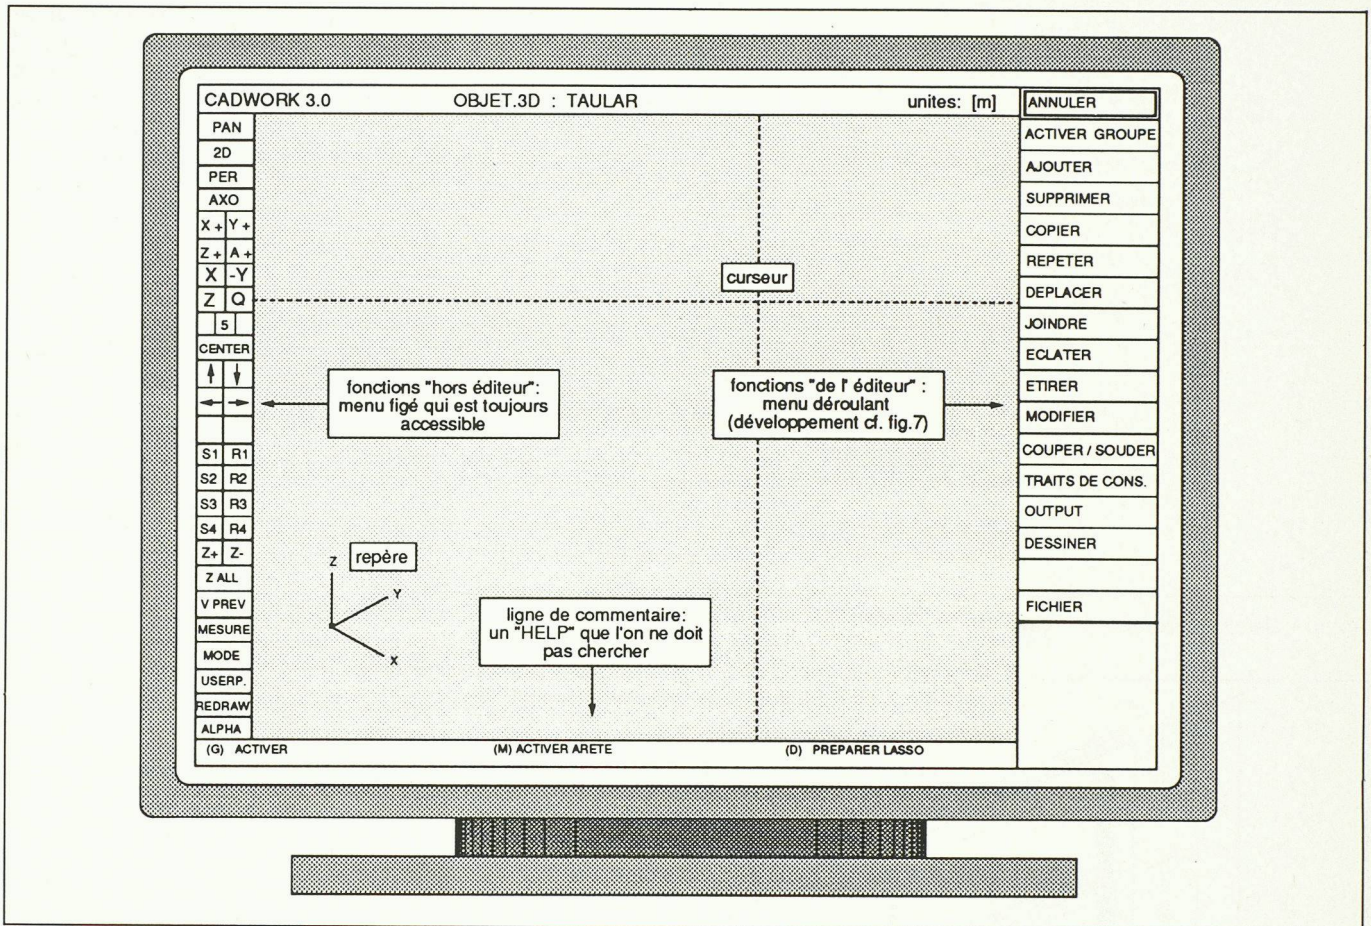 CADWORK 3.0 OBJET.3D : TAULAR unites: [m]
PAN
2D
PER
AXO
X + Y +
Z + A +
X -Y
Z Q
5
CENTER
S1 R1
S2 R2
S3 R3
S4 R4
Z+ Z-
Z ALL
V PREV
MESURE
MODE
USERP.
REDRAW
ALPHA
curseur
fonctions "hors éditeur":
menu figé qui est toujours
accessible
fonctions "de l' éditeur" :
menu déroulant
(développement cf. fig.7)
repère
Z
Y
X
ligne de commentaire:
un "HELP" que l'on ne doit
pas chercher
(G) ACTIVER (M) ACTIVER ARETE (D) PREPARER LASSO
ANNULER
ACTIVER GROUPE
AJOUTER
SUPPRIMER
COPIER
REPETER
DEPLACER
JOINDRE
ECLATER
ETIRER
MODIFIER
COUPER / SOUDER
TRAITS DE CONS.
OUTPUT
DESSINER
FICHIER